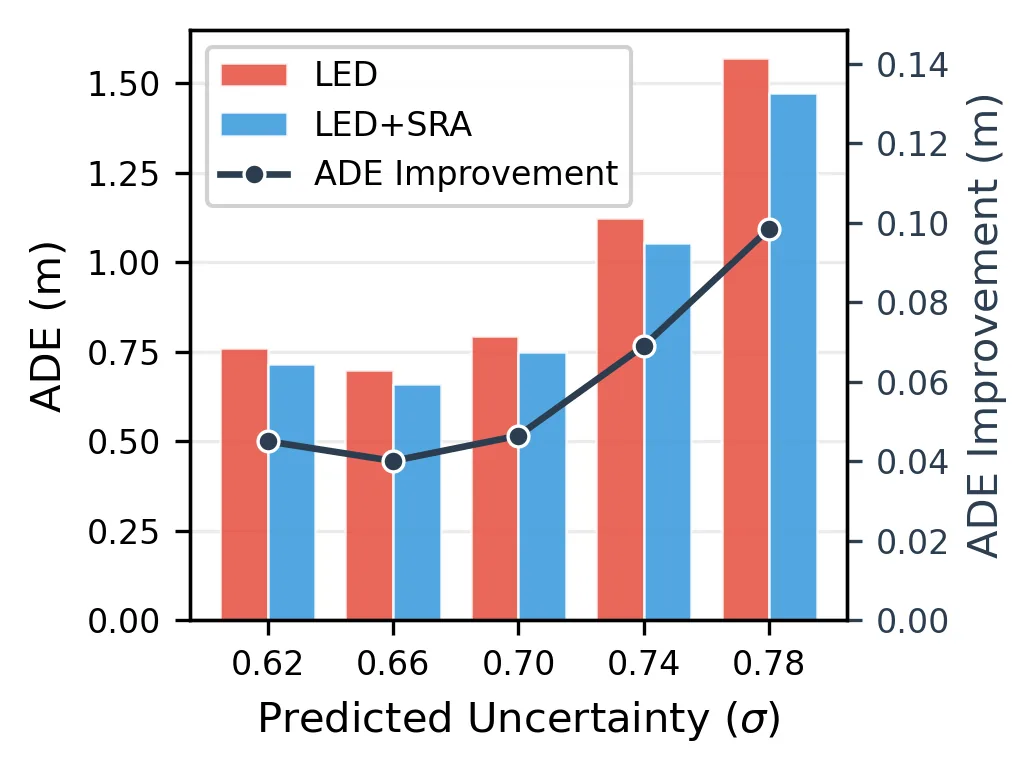 LED
LED+SRA
ADE Improvement
ADE (m)
1.50
1.25
1.00
0.75
0.50
0.25
0.00
0.14
0.12
0.10
0.08
0.06
0.04
0.02
0.00
ADE Improvement (m)
0.62 0.66 0.70 0.74 0.78
Predicted Uncertainty (σ)